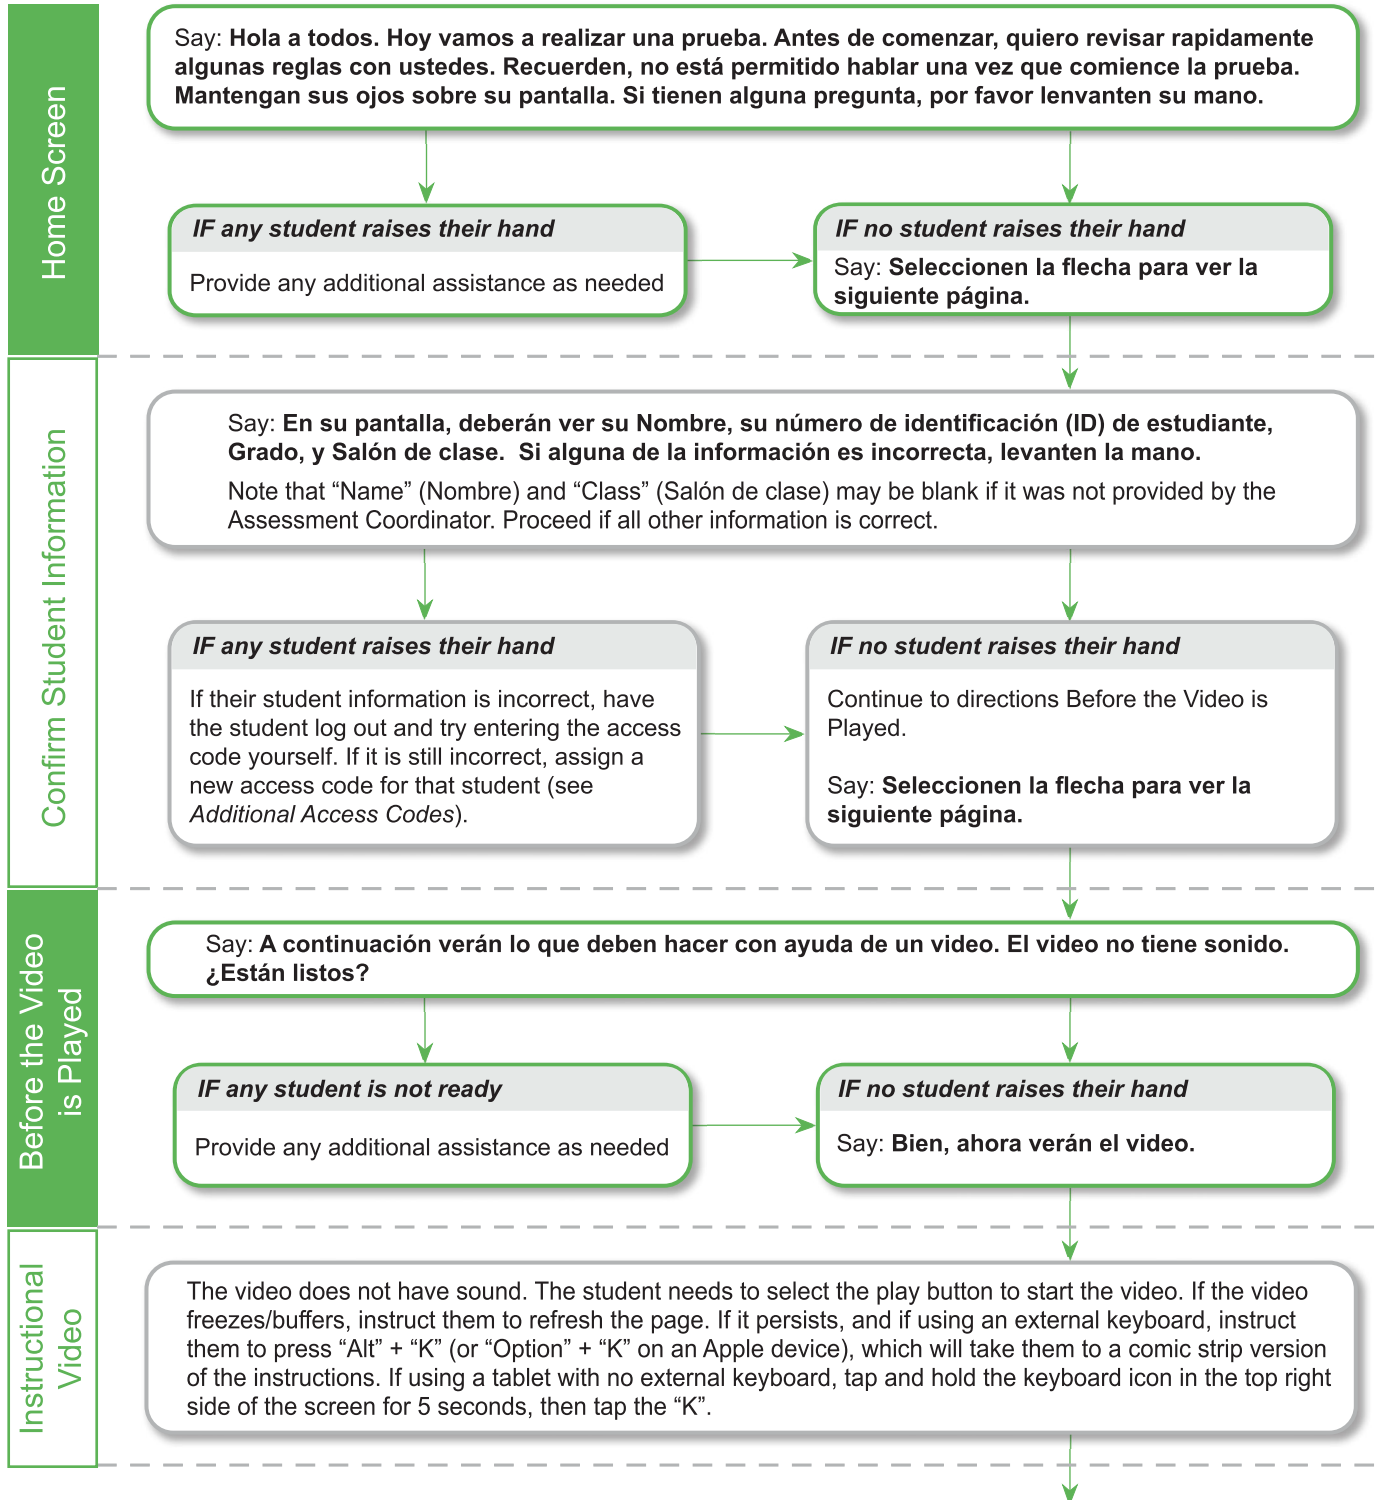 Home Screen
Say: Hola a todos. Hoy vamos a realizar una prueba. Antes de comenzar, quiero revisar rapidamente
algunas reglas con ustedes. Recuerden, no está permitido hablar una vez que comience la prueba.
Mantengan sus ojos sobre su pantalla. Si tienen alguna pregunta, por favor lenvanten su mano.
IF any student raises their hand
Provide any additional assistance as needed
IF no student raises their hand
Say: Seleccionen la flecha para ver la
siguiente página.
Confirm Student Information
Say: En su pantalla, deberán ver su Nombre, su número de identificación (ID) de estudiante,
Grado, y Salón de clase.  Si alguna de la información es incorrecta, levanten la mano.
Note that “Name” (Nombre) and “Class” (Salón de clase) may be blank if it was not provided by the
Assessment Coordinator. Proceed if all other information is correct.
IF any student raises their hand
If their student information is incorrect, have
the student log out and try entering the access
code yourself. If it is still incorrect, assign a
new access code for that student (see
Additional Access Codes).
IF no student raises their hand
Continue to directions Before the Video is
Played.
Say: Seleccionen la flecha para ver la
siguiente página.
Before the Video
is Played
Say: A continuación verán lo que deben hacer con ayuda de un video. El video no tiene sonido.
¿Están listos?
IF any student is not ready
Provide any additional assistance as needed
IF no student raises their hand
Say: Bien, ahora verán el video.
Instructional
Video
The video does not have sound. The student needs to select the play button to start the video. If the video
freezes/buffers, instruct them to refresh the page. If it persists, and if using an external keyboard, instruct
them to press “Alt” + “K” (or “Option” + “K” on an Apple device), which will take them to a comic strip version
of the instructions. If using a tablet with no external keyboard, tap and hold the keyboard icon in the top right
side of the screen for 5 seconds, then tap the “K”.